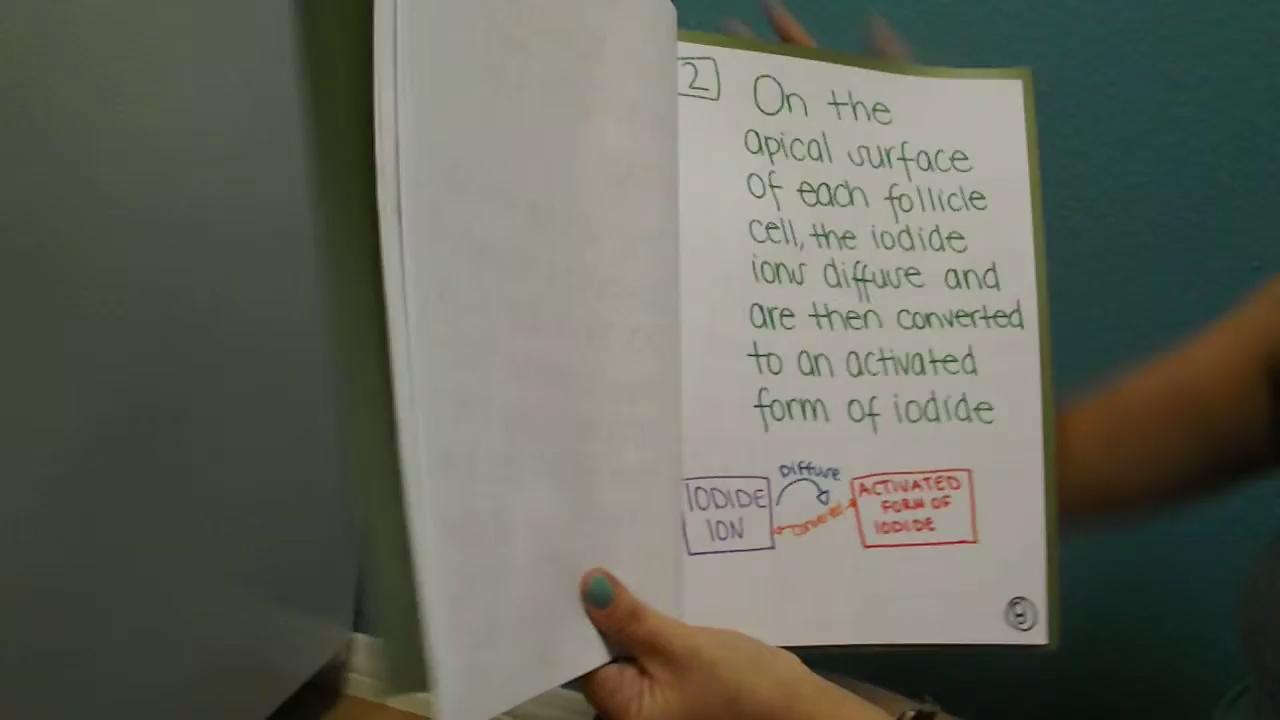 2
On the
apical surface
of each follicle
cell, the iodide
ions diffuse and
are then converted
to an activated
form of iodide
Diffuse
IODIDE
ION
ACTIVATED
FORM OF
IODIDE